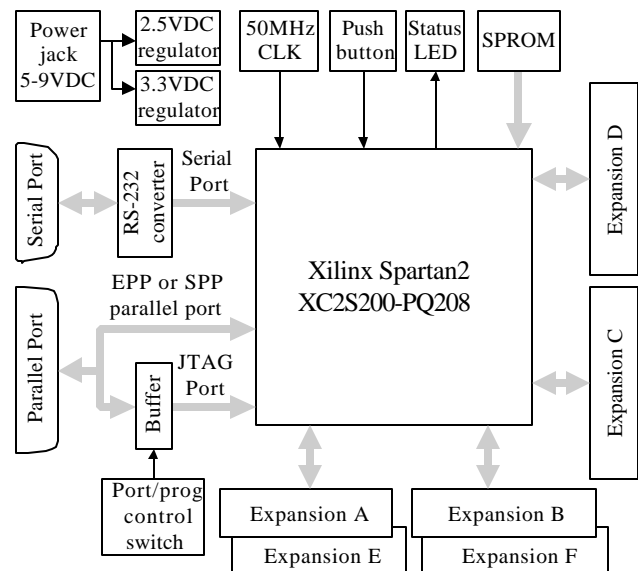 Power
jack
5-9VDC
2.5VDC
regulator
3.3VDC
regulator
50MHz
CLK
Push
button
Status
LED
SPROM
Serial Port
RS-232
converter
Serial
Port
Expansion D
Xilinx Spartan2
XC2S200-PQ208
EPP or SPP
parallel port
Parallel Port
JTAG
Port
Buffer
Expansion C
Port/prog
control
switch
Expansion A
Expansion E
Expansion B
Expansion F